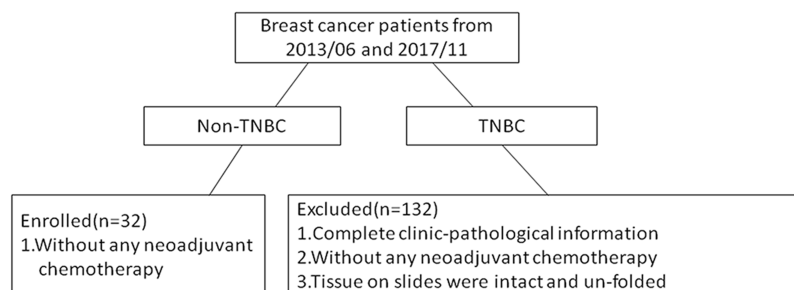 Breast cancer patients from
2013/06 and 2017/11
Non-TNBC
TNBC
Enrolled(n=32)
1.Without any neoadjuvant
chemotherapy
Excluded(n=132)
1.Complete clinic-pathological information
2.Without any neoadjuvant chemotherapy
3.Tissue on slides were intact and un-folded